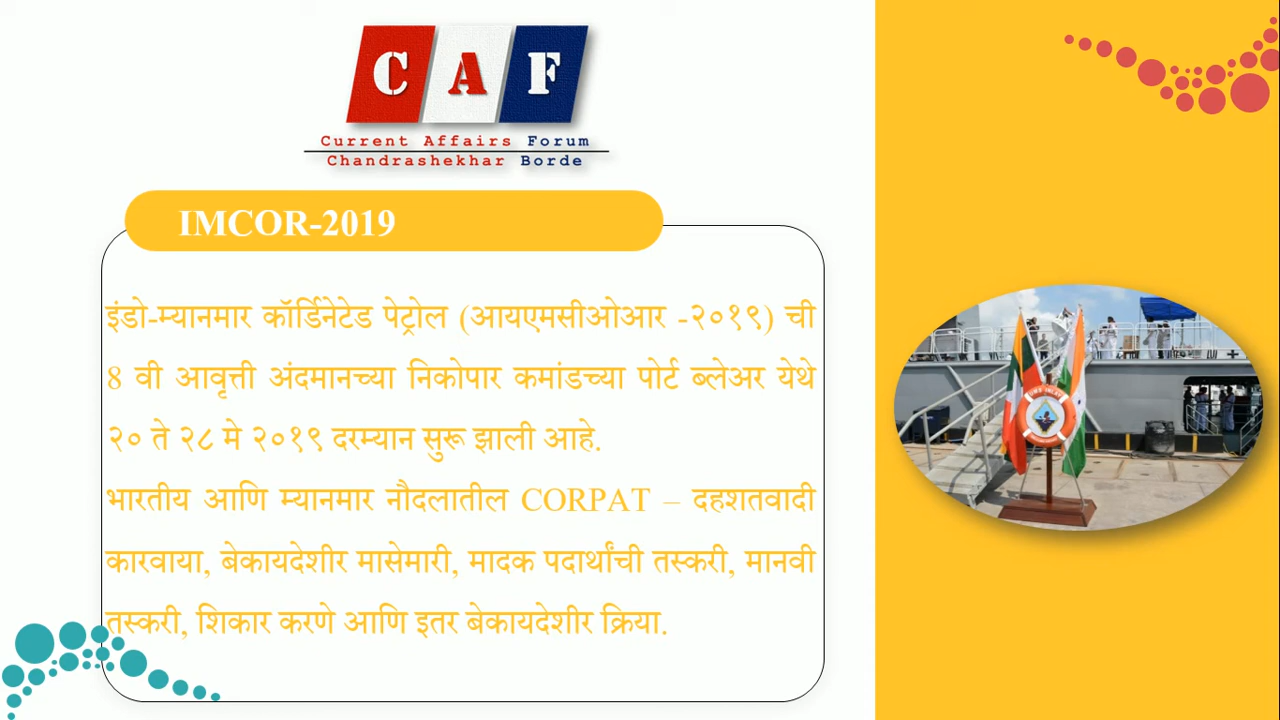 C A F
Current Affairs Forum
Chandrashekhar Borde
IMCOR-2019
इंडो-म्यानमार कॉर्डिनेटेड पेट्रोल (आयएमसीओआर -२०१९) ची
8 वी आवृत्ती अंदमानच्या निकोपार कमांडच्या पोर्ट ब्लेअर येथे
२० ते २८ मे २०१९ दरम्यान सुरू झाली आहे.
भारतीय आणि म्यानमार नौदलातील CORPAT – दहशतवादी
कारवाया, बेकायदेशीर मासेमारी, मादक पदार्थांची तस्करी, मानवी
तस्करी, शिकार करणे आणि इतर बेकायदेशीर क्रिया.